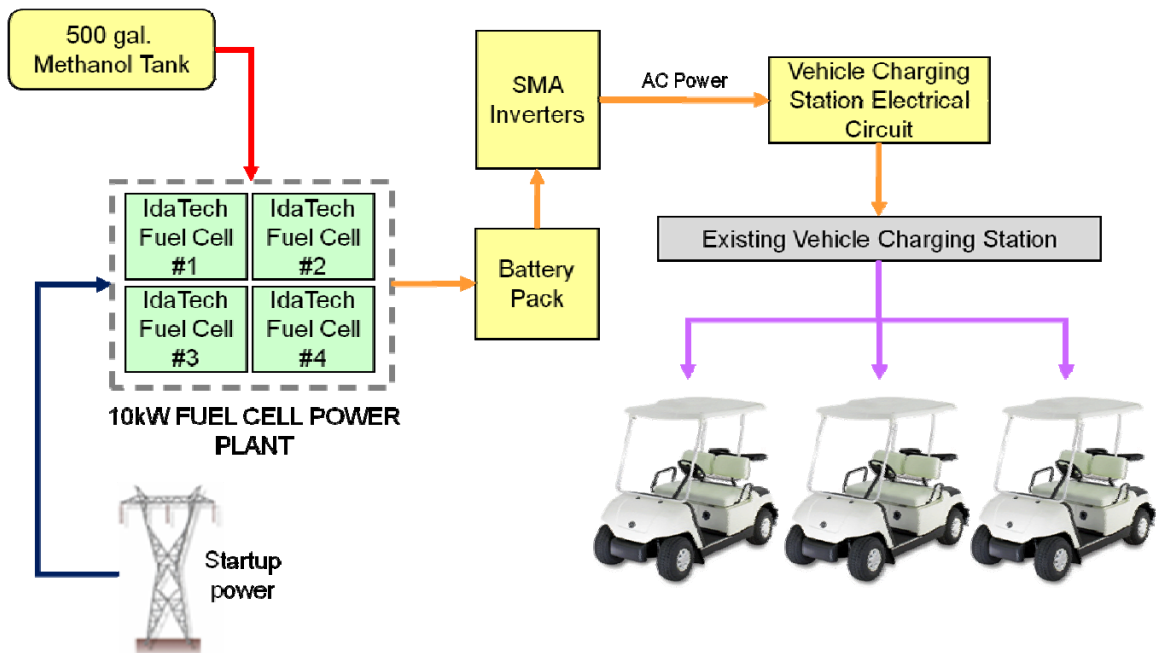 500 gal.
Methanol Tank
SMA
Inverters
AC Power
Vehicle Charging
Station Electrical
Circuit
IdaTech
Fuel Cell
#1
IdaTech
Fuel Cell
#2
IdaTech
Fuel Cell
#3
IdaTech
Fuel Cell
#4
10kW FUEL CELL POWER
PLANT
Battery
Pack
Existing Vehicle Charging Station
Startup
power